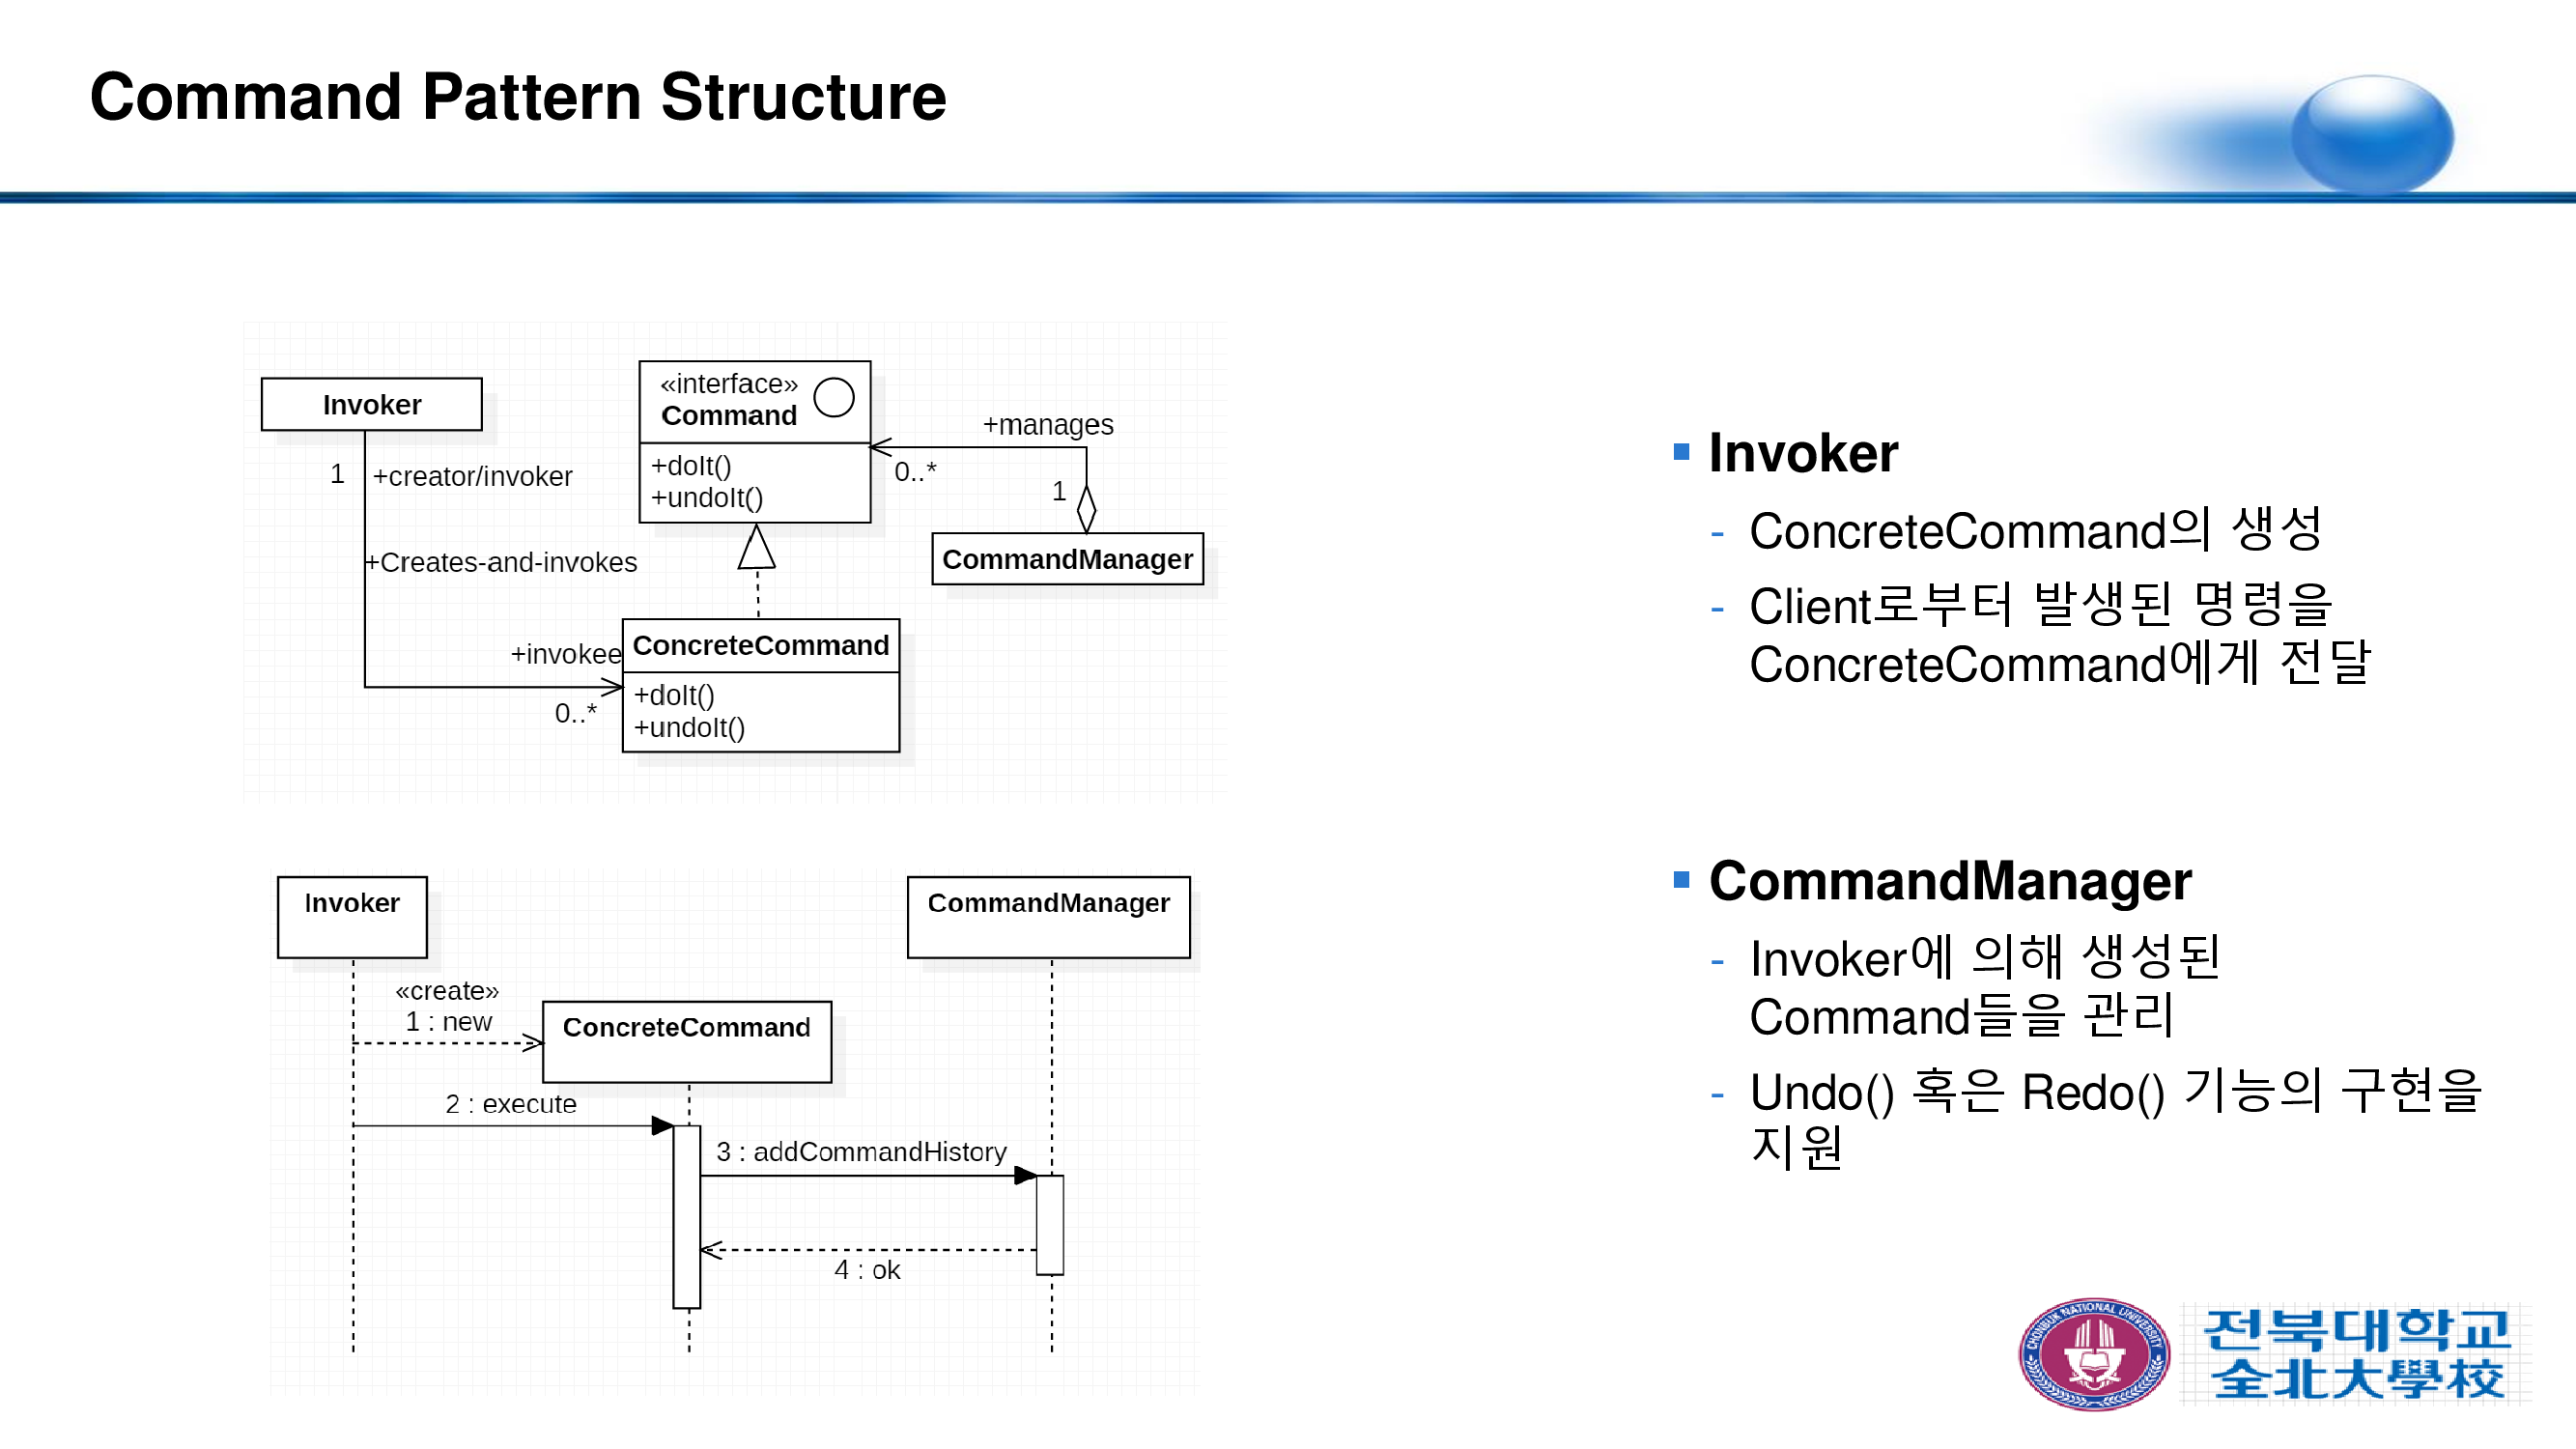 Command Pattern Structure
Invoker
«interface»
Command
+doIt()
+undoIt()
+manages
0..*
1
CommandManager
1
+creator/invoker
+Creates-and-invokes
+invokee
0..*
ConcreteCommand
+doIt()
+undoIt()
Invoker
CommandManager
«create»
1 : new
ConcreteCommand
2 : execute
3 : addCommandHistory
4 : ok
Invoker
- ConcreteCommand의 생성
- Client로부터 발생된 명령을
ConcreteCommand에게 전달
CommandManager
- Invoker에 의해 생성된
Command들을 관리
- Undo() 혹은 Redo() 기능의 구현을
지원
CHONBUK NATIONAL UNIVERSITY
전북대학교
全北大學校